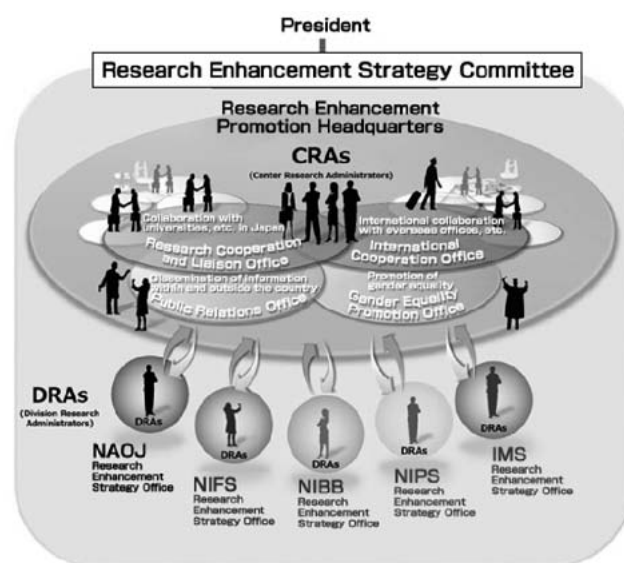 President
Research Enhancement Strategy Committee
Research Enhancement
Promotion Headquarters
CRAs
(Center Research Administrators)
Collaboration with
universities, etc. in Japan
Research Cooperation
and Liaison Office
International collaboration
with overseas offices, etc.
International
Cooperation Office
Dissemination of information
within and outside the country
Public Relations Office
Promotion of
gender equality
Gender Equality
Promotion Office
DRAs
(Division Research
Administrators)
DRAs
NAOJ
Research
Enhancement
Strategy Office
DRAs
NIFS
Research
Enhancement
Strategy Office
DRAs
NIBB
Research
Enhancement
Strategy Office
DRAs
NIPS
Research
Enhancement
Strategy Office
DRAs
IMS
Research
Enhancement
Strategy Office